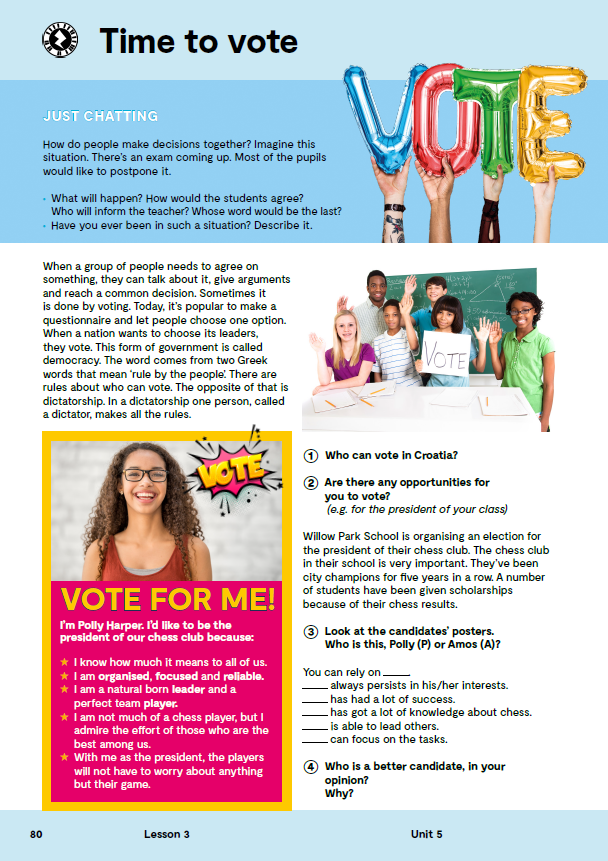 Time to vote
VOTE
JUST CHATTING
How do people make decisions together? Imagine this
situation. There's an exam coming up. Most of the pupils
would like to postpone it.
• What will happen? How would the students agree?
Who will inform the teacher? Whose word would be the last?
• Have you ever been in such a situation? Describe it.
When a group of people needs to agree on
something, they can talk about it, give arguments
and reach a common decision. Sometimes it
is done by voting. Today, it's popular to make a
questionnaire and let people choose one option.
When a nation wants to choose its leaders,
they vote. This form of government is called
democracy. The word comes from two Greek
words that mean 'rule by the people'. There are
rules about who can vote. The opposite of that is
dictatorship. In a dictatorship one person, called
a dictator, makes all the rules.
VOTE
VOTE
VOTE FOR ME!
I'm Polly Harper. I'd like to be the
president of our chess club because:
★ I know how much it means to all of us.
★ I am organised, focused and reliable.
★ I am a natural born leader and a
perfect team player.
★ I am not much of a chess player, but I
admire the effort of those who are the
best among us.
★ With me as the president, the players
will not have to worry about anything
but their game.
1 Who can vote in Croatia?
2 Are there any opportunities for
you to vote?
(e.g. for the president of your class)
Willow Park School is organising an election for
the president of their chess club. The chess club
in their school is very important. They've been
city champions for five years in a row. A number
of students have been given scholarships
because of their chess results.
3 Look at the candidates' posters.
Who is this, Polly (P) or Amos (A)?
You can rely on _____.
_____ always persists in his/her interests.
_____ has had a lot of success.
_____ has got a lot of knowledge about chess.
_____ is able to lead others.
_____ can focus on the tasks.
4 Who is a better candidate, in your
opinion?
Why?
80
Lesson 3
Unit 5